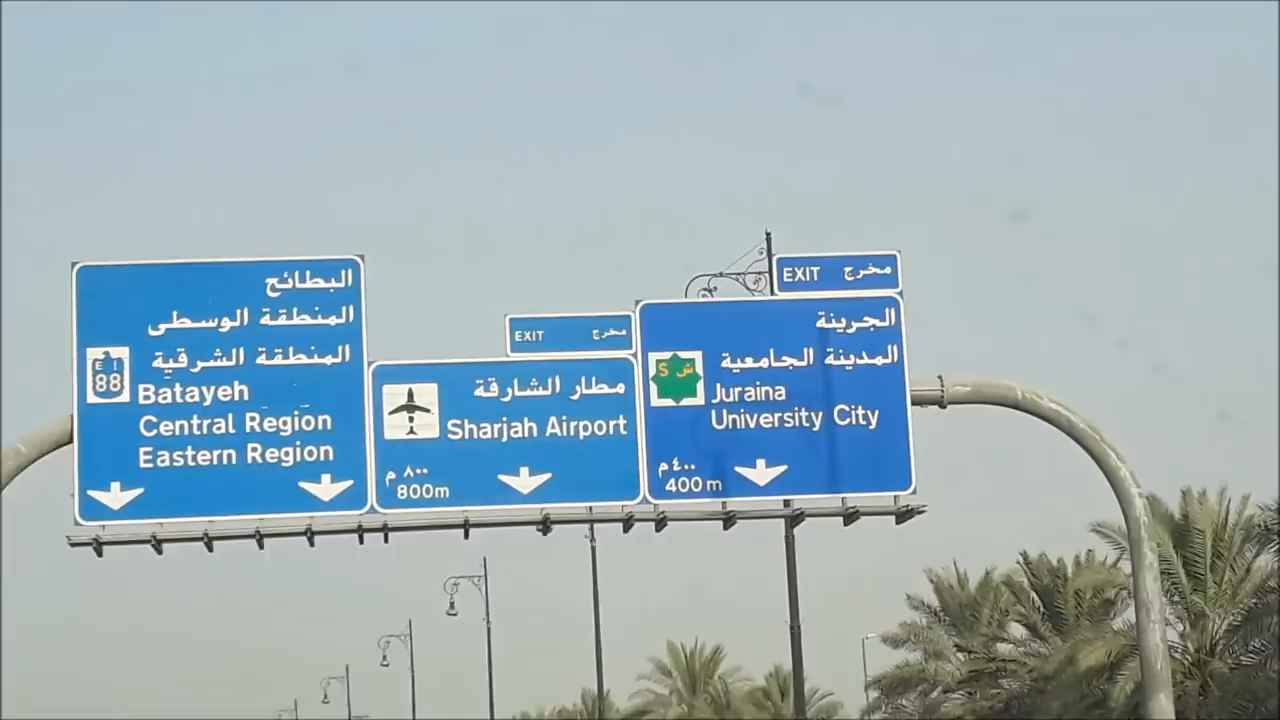 البطائح
المنطقة الوسطى
المنطقة الشرقية
E ا
88
Batayeh
Central Region
Eastern Region
EXIT مخرج
مطار الشارقة
Sharjah Airport
٨٠٠ م
800m
EXIT مخرج
الجرينة
المدينة الجامعية
S ش
Juraina
University City
٤٠٠ م
400m